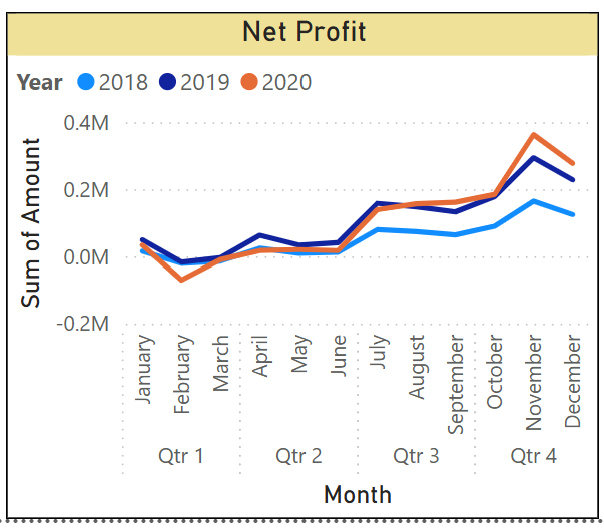 Net Profit
Year 2018 2019 2020
0.4M
0.2M
0.0M
-0.2M
Sum of Amount
January February March April May June July August September October November December
Qtr 1 Qtr 2 Qtr 3 Qtr 4
Month